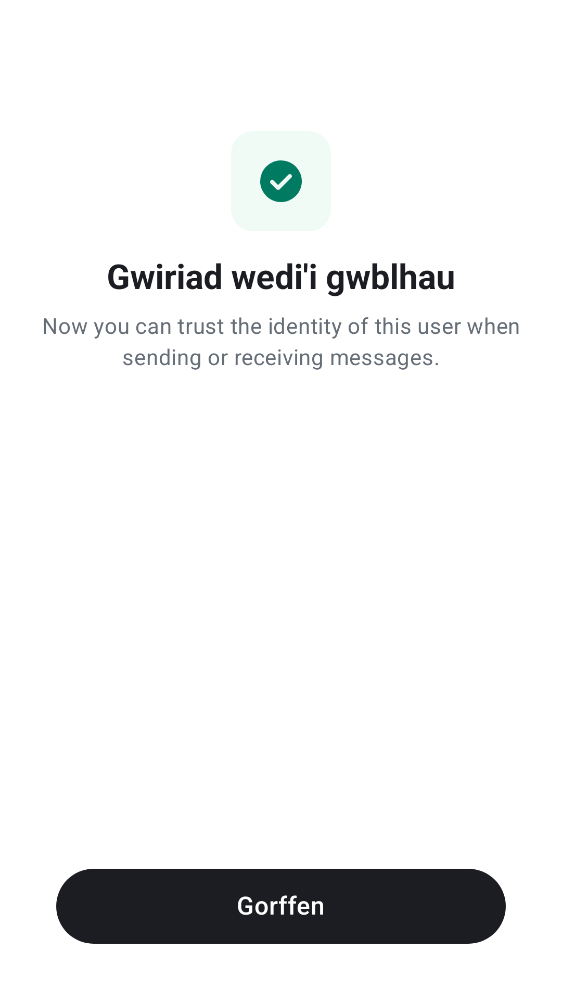 Gwiriad wedi'i gwblhau
Now you can trust the identity of this user when
sending or receiving messages.
Gorffen